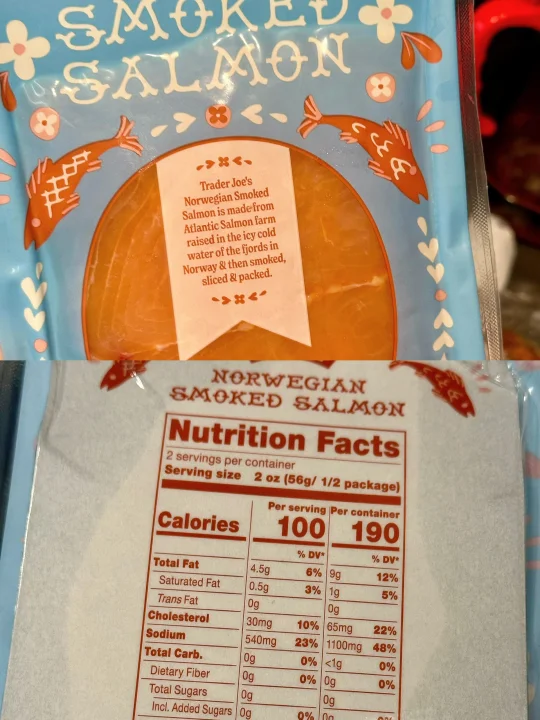 SMOKED
SALMON
Trader Joe's
Norwegian Smoked
Salmon is made from
Atlantic Salmon farm
raised in the icy cold
water of the fjords in
Norway & then smoked,
sliced & packed.
NORWEGIAN
SMOKED SALMON
Nutrition Facts
2 servings per container
Serving size 2 oz (56g/ 1/2 package)
Per serving Per container
Calories 100 190
% DV* % DV*
Total Fat 4.5g 6% 9g 12%
Saturated Fat 0.5g 3% 1g 5%
Trans Fat 0g 0g
Cholesterol 30mg 10% 65mg 22%
Sodium 540mg 23% 1100mg 48%
Total Carb. 0g 0% <1g 0%
Dietary Fiber 0g 0% 0g 0%
Total Sugars 0g 0g
Incl. Added Sugars 0g 0% 0g 0%